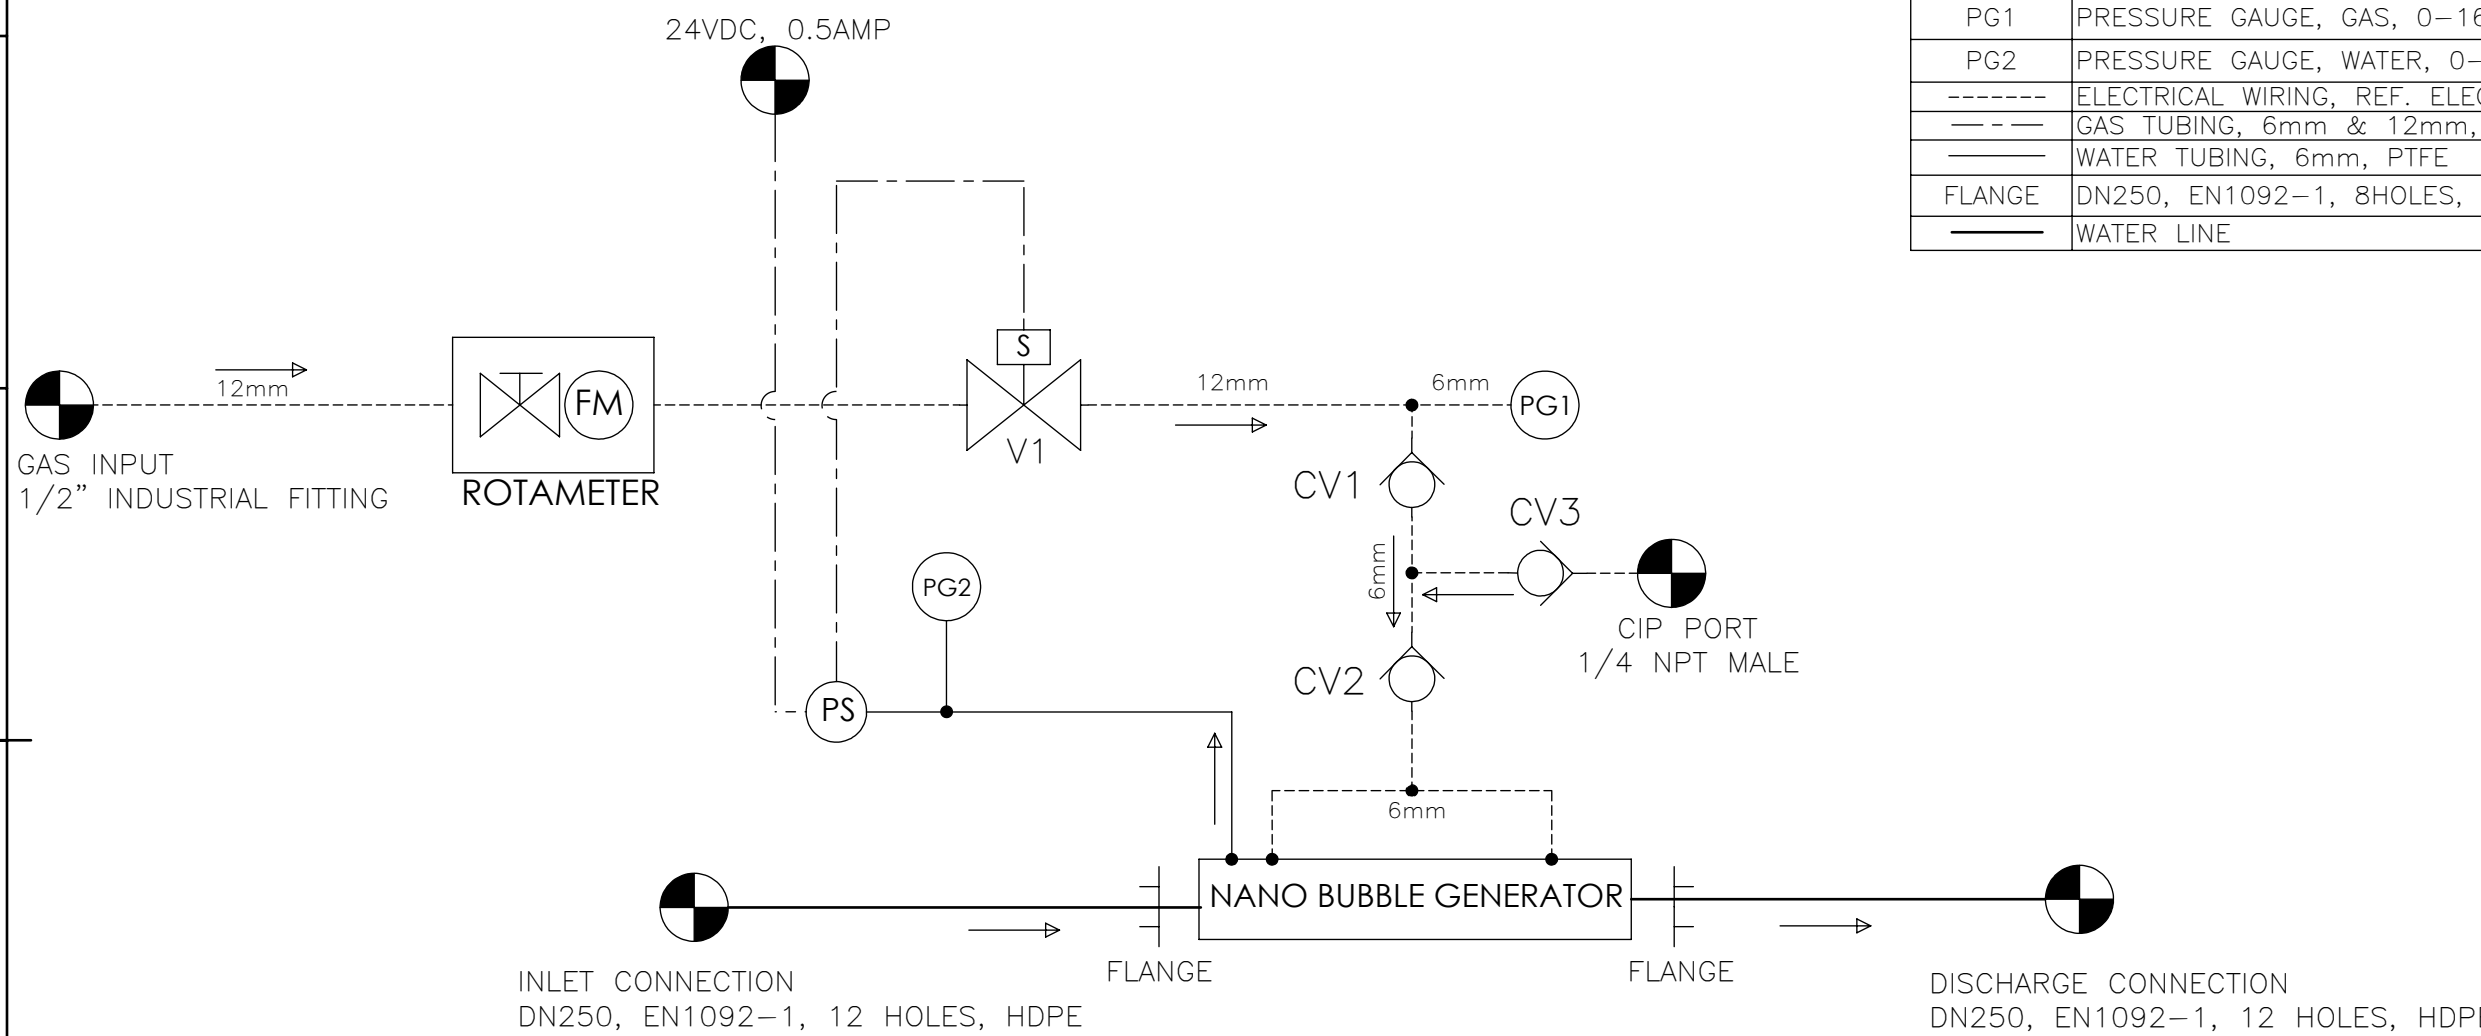 24VDC, 0.5AMP
PG1 PRESSURE GAUGE, GAS, 0-16
PG2 PRESSURE GAUGE, WATER, 0-
ELECTRICAL WIRING, REF. ELE
GAS TUBING, 6mm & 12mm,
WATER TUBING, 6mm, PTFE
FLANGE DN250, EN1092-1, 8HOLES,
WATER LINE
S
12mm
FM
V1
12mm
6mm
PG1
GAS INPUT
1/2" INDUSTRIAL FITTING
ROTAMETER
CV1
CV3
6mm
PG2
CIP PORT
1/4 NPT MALE
CV2
PS
6mm
NANO BUBBLE GENERATOR
FLANGE
FLANGE
INLET CONNECTION
DN250, EN1092-1, 12 HOLES, HDPE
DISCHARGE CONNECTION
DN250, EN1092-1, 12 HOLES, HDPE